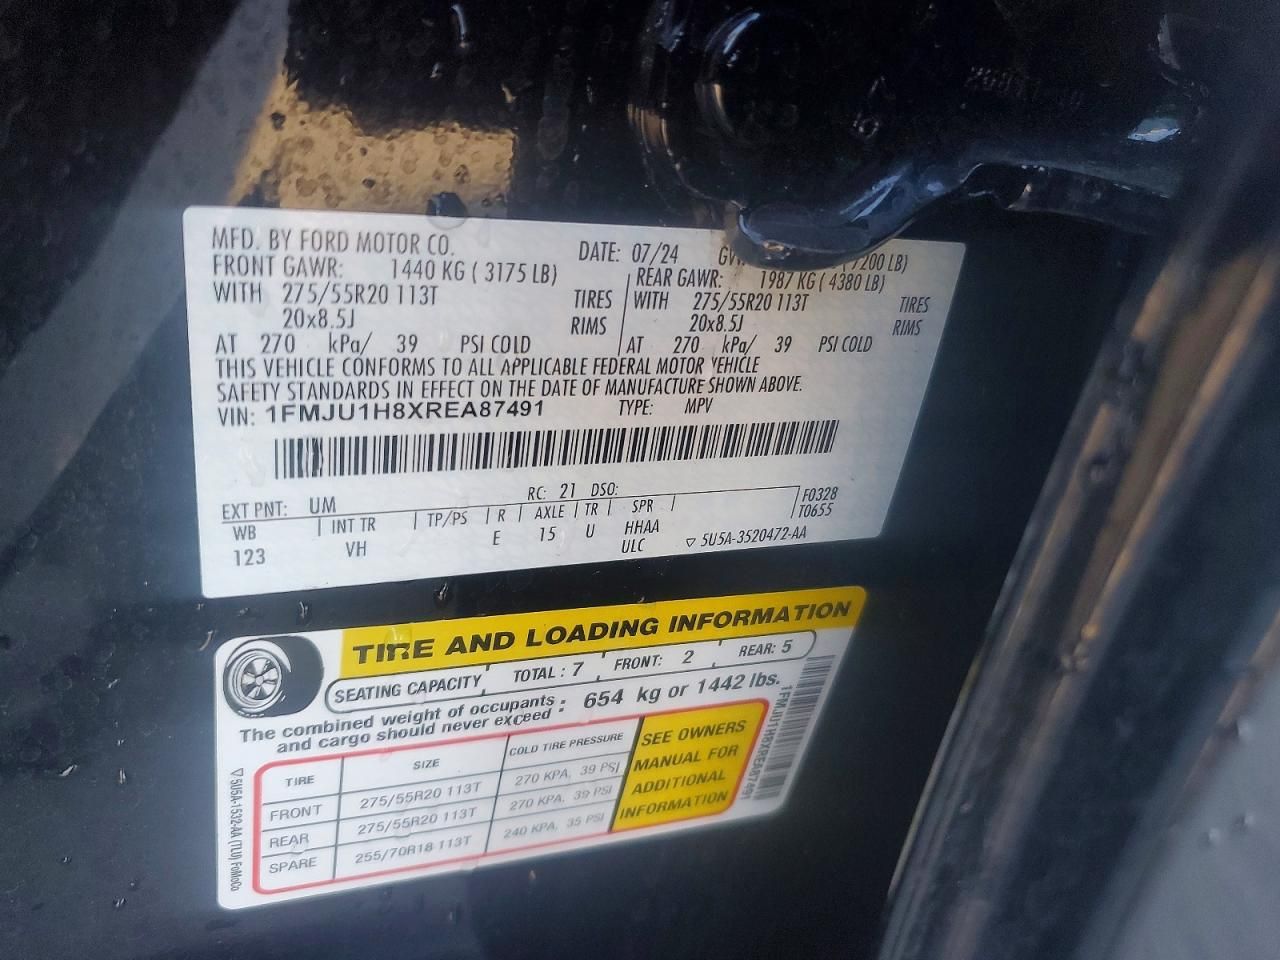 MFD. BY FORD MOTOR CO.
DATE: 07/24
7200 LB)
FRONT GAWR: 1440 KG ( 3175 LB)
REAR GAWR: 1987 KG ( 4380 LB)
WITH 275/55R20 113T TIRES
WITH 275/55R20 113T TIRES
20x8.5J RIMS
20x8.5J RIMS
AT 270 kPa/ 39 PSI COLD
AT 270 kPa/ 39 PSI COLD
THIS VEHICLE CONFORMS TO ALL APPLICABLE FEDERAL MOTOR VEHICLE
SAFETY STANDARDS IN EFFECT ON THE DATE OF MANUFACTURE SHOWN ABOVE.
VIN: 1FMJU1H8XREA87491 TYPE: MPV
EXT PNT: UM RC: 21 DSO:
WB INT TR TP/PS R AXLE TR SPR
F0328
T0655
123 VH E 15 U HHAA
ULC
5U5A-3520472-AA
TIRE AND LOADING INFORMATION
SEATING CAPACITY TOTAL : 7 FRONT: 2 REAR: 5
The combined weight of occupants
and cargo should never exceed : 654 kg or 1442 lbs.
TIRE SIZE COLD TIRE PRESSURE
FRONT 275/55R20 113T 270 KPA, 39 PSI
REAR 275/55R20 113T 270 KPA, 39 PSI
SPARE 255/70R18 113T 240 KPA, 35 PSI
SEE OWNERS
MANUAL FOR
ADDITIONAL
INFORMATION
1FMJU1H8XREA87491
5U5A-1532-AA (TLU) FoMoCo